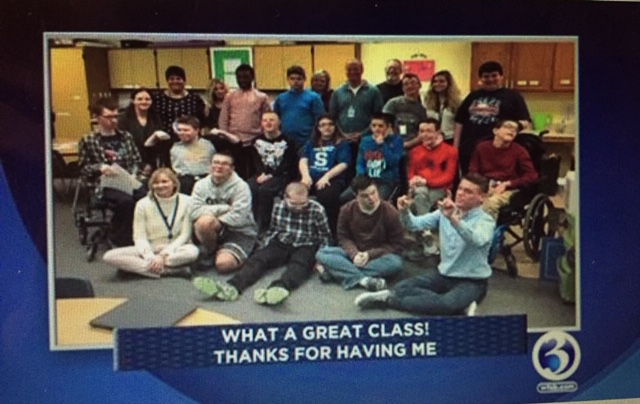 WHAT A GREAT CLASS!
THANKS FOR HAVING ME
3
wfsb.com
S